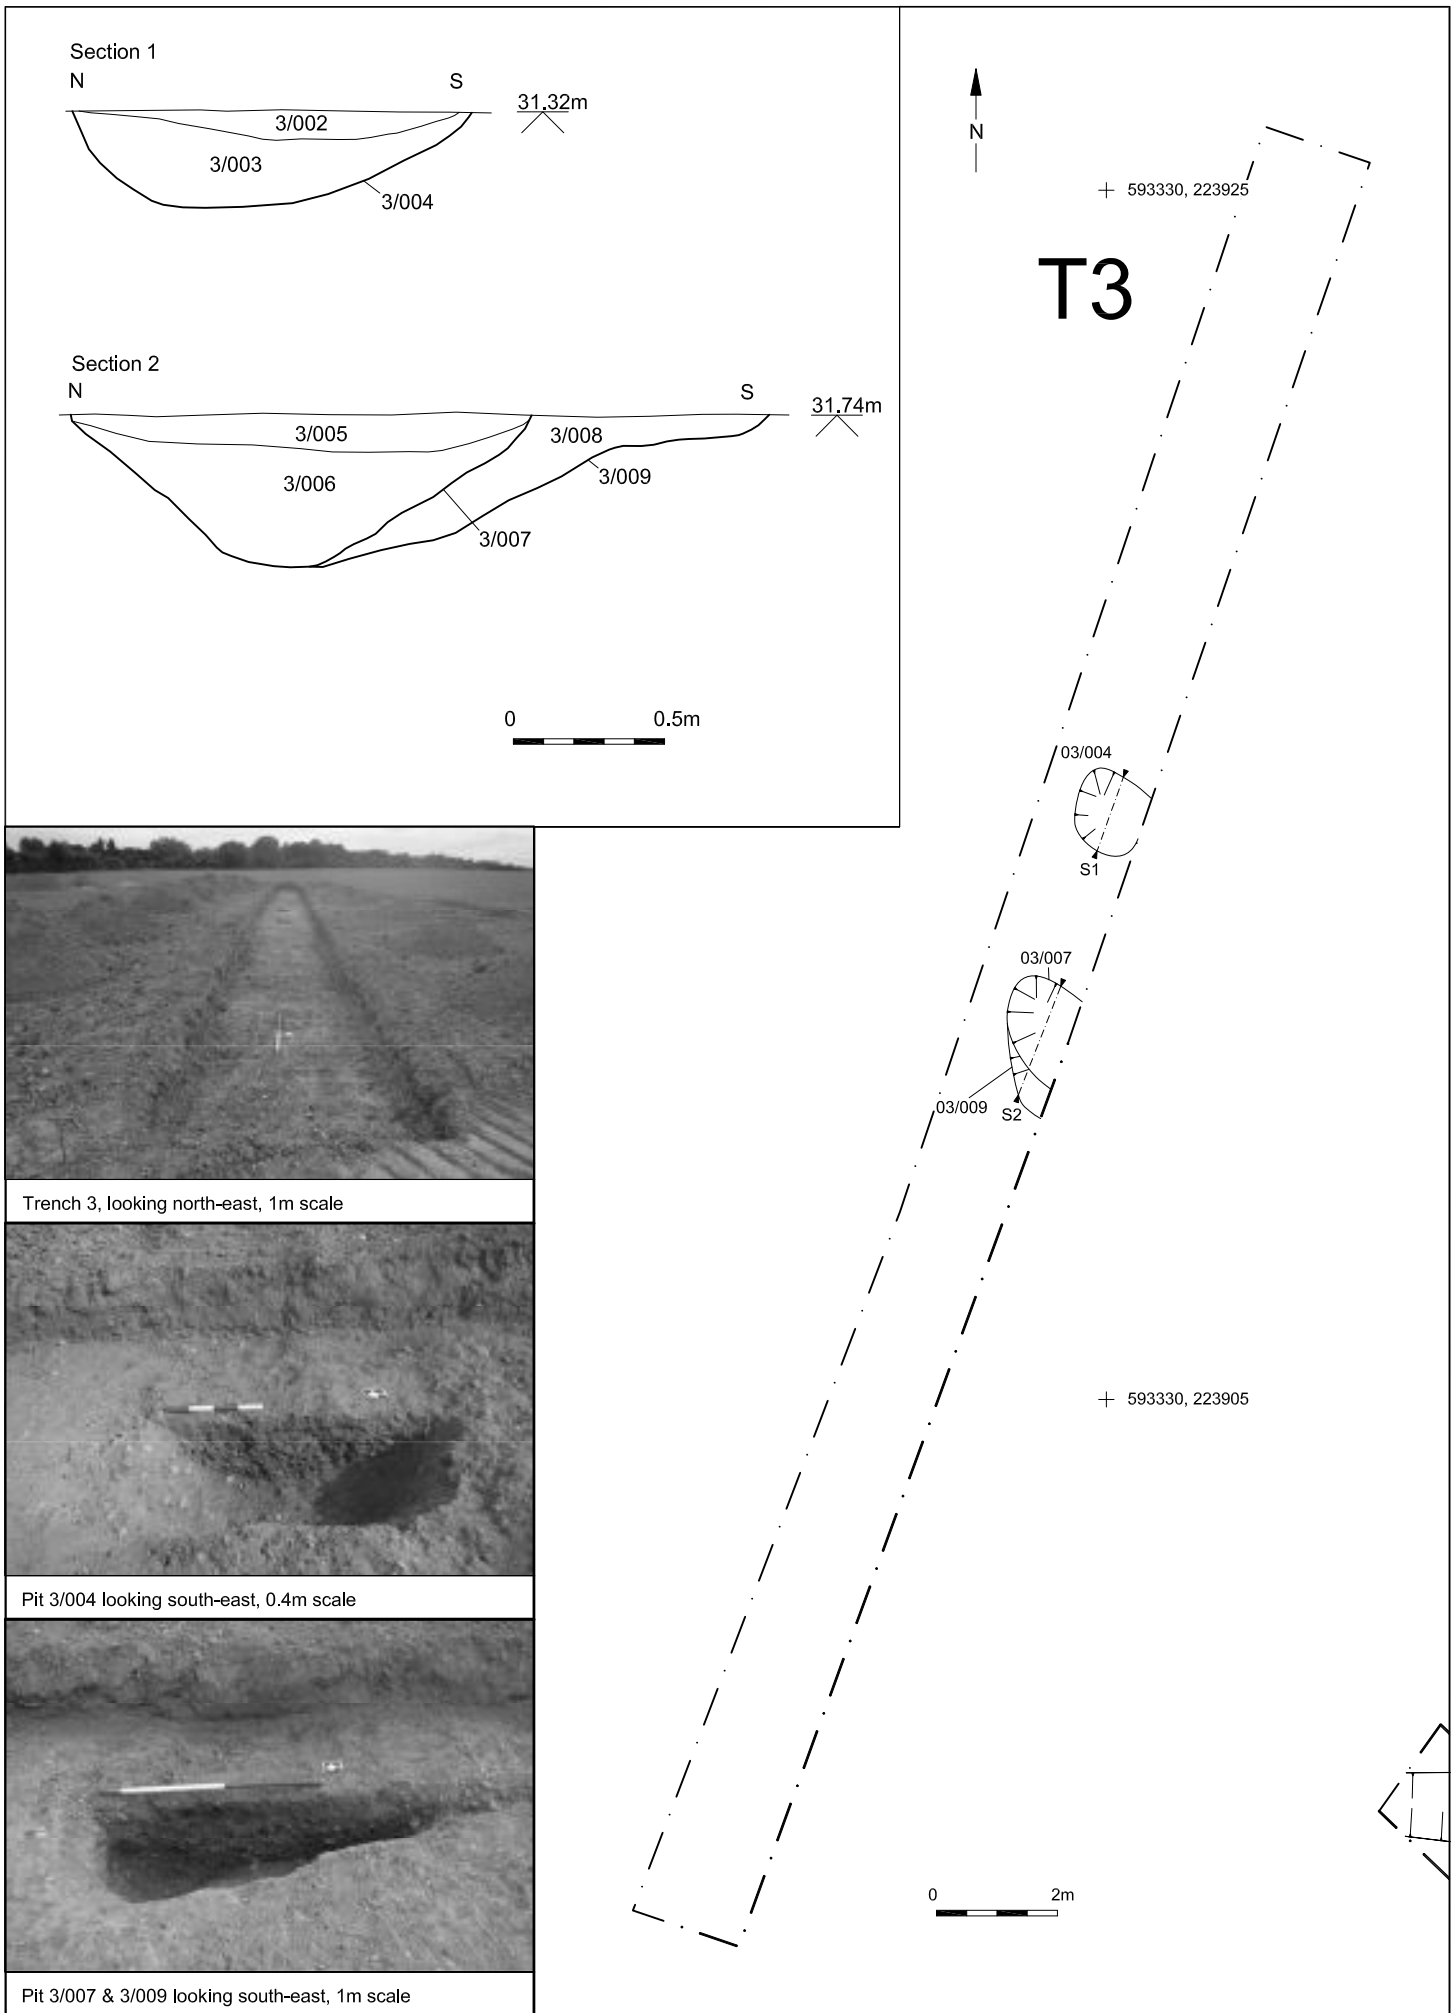 Section 1
N
S
31.32m
3/002
3/003
3/004
Section 2
N
S
31.74m
3/005
3/008
3/006
3/009
3/007
0 0.5m
N
593330, 223925
T3
03/004
S1
03/007
03/009
S2
593330, 223905
0 2m
Trench 3, looking north-east, 1m scale
Pit 3/004 looking south-east, 0.4m scale
Pit 3/007 & 3/009 looking south-east, 1m scale